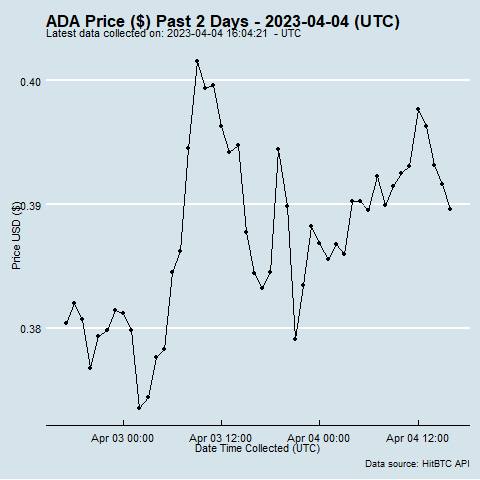 ADA Price ($) Past 2 Days - 2023-04-04 (UTC)
Latest data collected on: 2023-04-04 16:04:21 - UTC
0.40
0.39
0.38
Price USD ($)
Apr 03 00:00
Apr 03 12:00
Apr 04 00:00
Apr 04 12:00
Date Time Collected (UTC)
Data source: HitBTC API